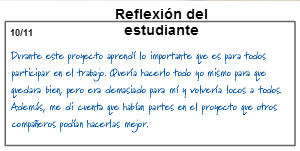 Reflexión del
estudiante
10/11
Durante este proyecto aprendí lo importante que es para todos
participar en el trabajo. Quería hacerlo todo yo mismo para que
quedara bien, pero era demasiado para mí y volvería locos a todos.
Además, me di cuenta que habían partes en el proyecto que otros
compañeros podían hacerlas mejor.